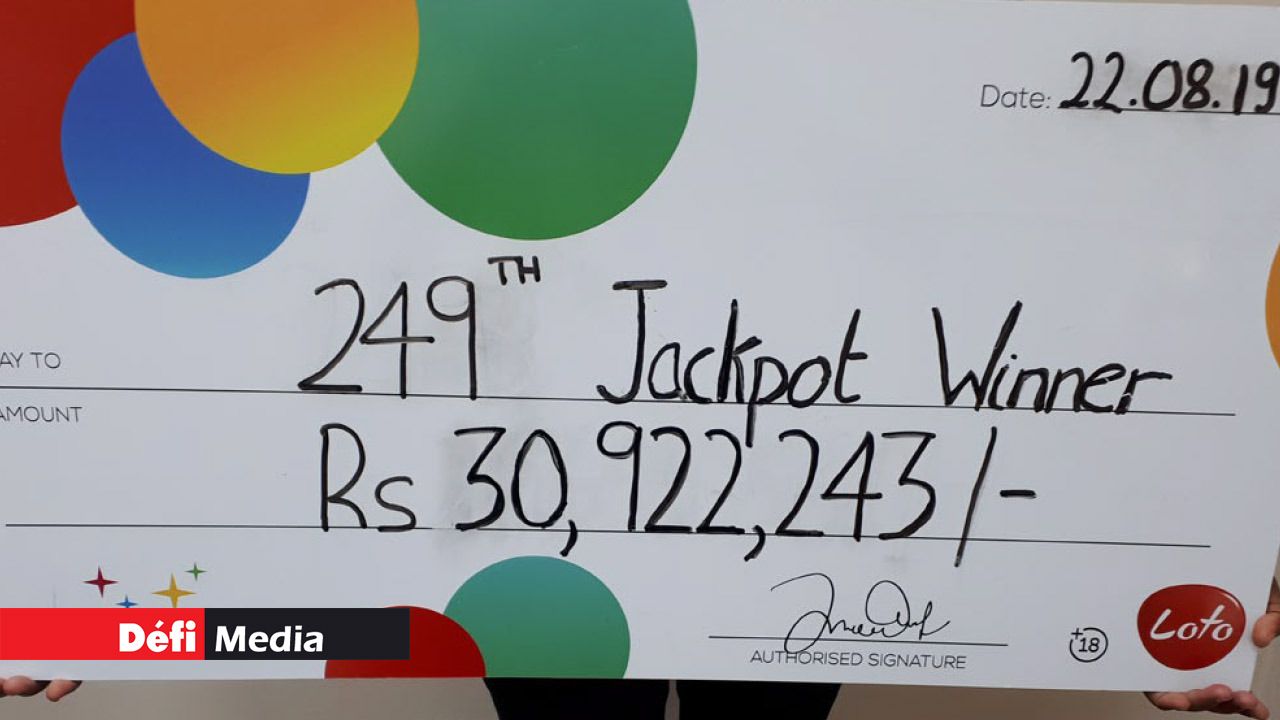 Date: 22.08.19
249TH Jackpot Winner
AY TO
AMOUNT
Rs 30,922,243/-
AUTHORISED SIGNATURE
+18
Loto
Défi Media